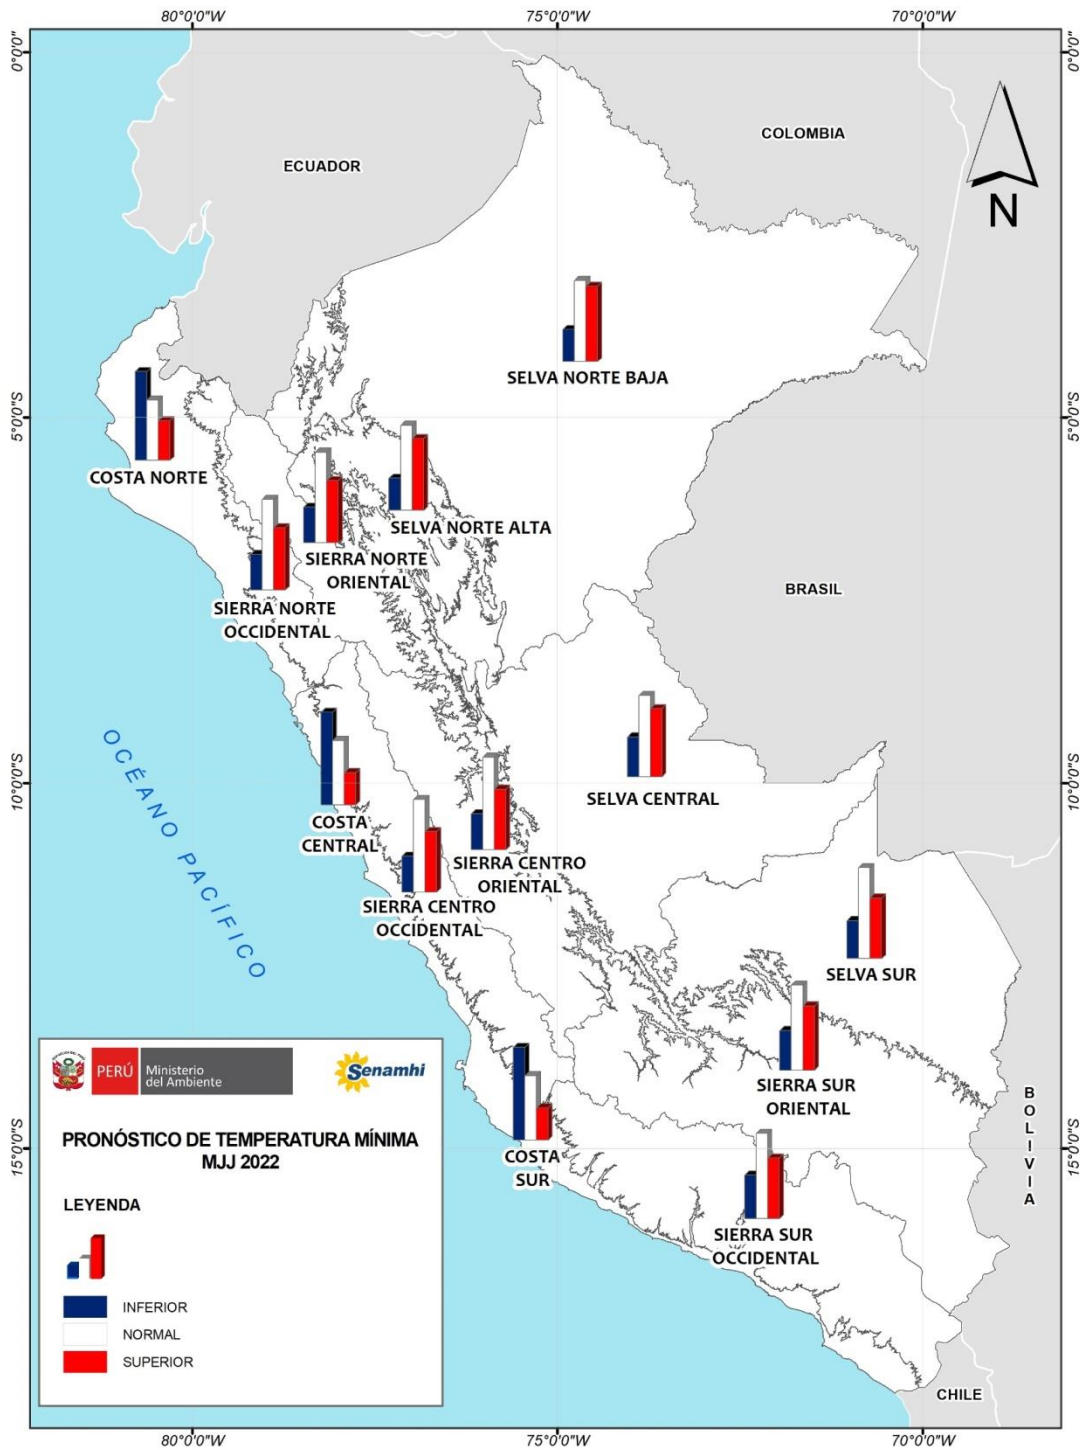 80°0'0"W 75°0'0"W 70°0'0"W
0°0'0" 0°0'0"
COLOMBIA
ECUADOR
N
SELVA NORTE BAJA
5°0'0"S 5°0'0"S
COSTA NORTE
SELVA NORTE ALTA
SIERRA NORTE
ORIENTAL
BRASIL
SIERRA NORTE
OCCIDENTAL
OCÉANO PACÍFICO
10°0'0"S 10°0'0"S
SELVA CENTRAL
COSTA
CENTRAL
SIERRA CENTRO
ORIENTAL
SIERRA CENTRO
OCCIDENTAL
SELVA SUR
SIERRA SUR
ORIENTAL
BOLIVIA
COSTA
SUR
15°0'0"S 15°0'0"S
SIERRA SUR
OCCIDENTAL
CHILE
PERÚ
Ministerio
del Ambiente
Senamhi
PRONÓSTICO DE TEMPERATURA MÍNIMA
MJJ 2022
LEYENDA
INFERIOR
NORMAL
SUPERIOR
80°0'0"W 75°0'0"W 70°0'0"W